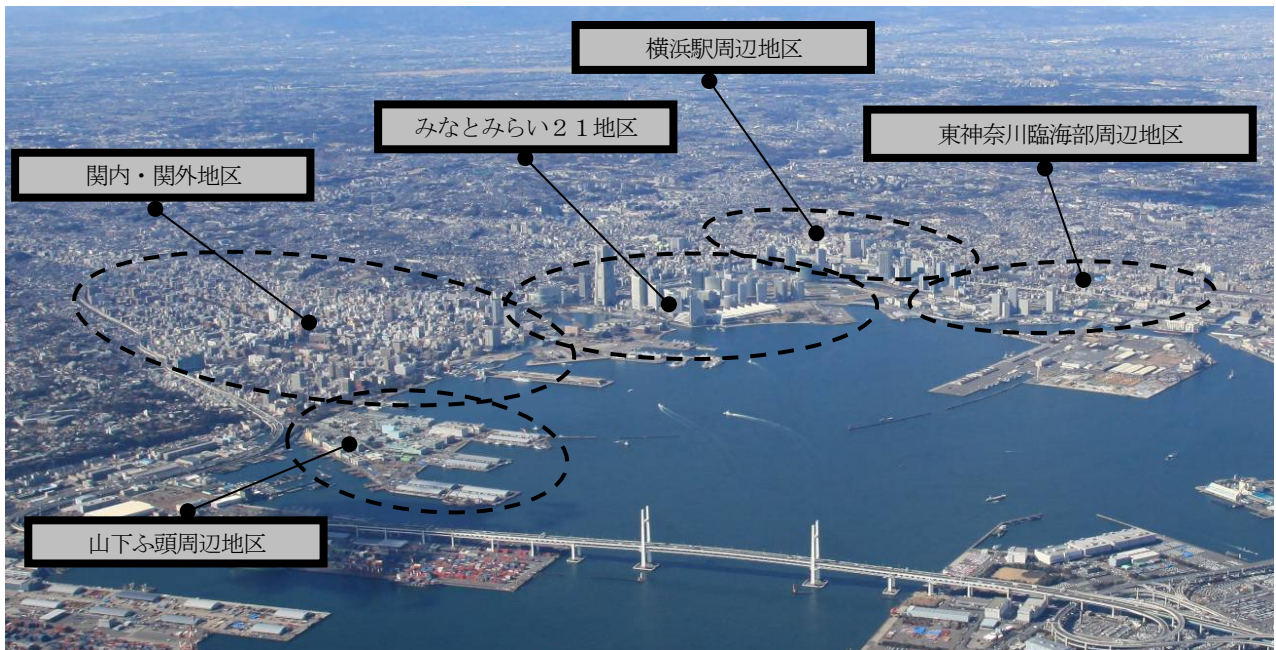 横浜駅周辺地区
みなとみらい２１地区
東神奈川臨海部周辺地区
関内・関外地区
山下ふ頭周辺地区